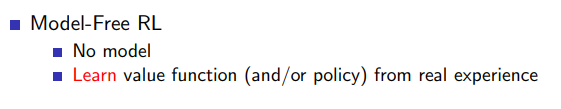 Model-Free RL
No model
Learn value function (and/or policy) from real experience